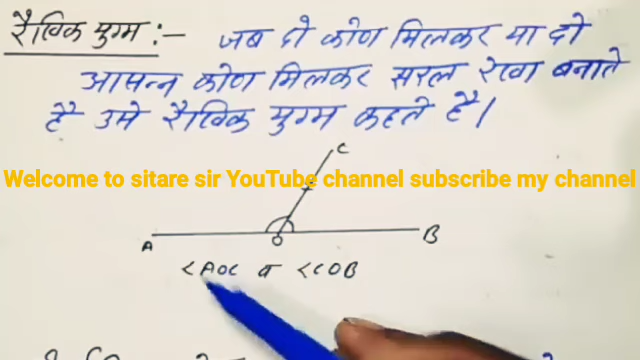 रैखिक युग्म :- जब दो कोण मिलकर या दो
आसन्न कोण मिलकर सरल रेखा बनाते
है उसे रैखिक युग्म कहते है।
C
Welcome to sitare sir YouTube channel subscribe my channel
A O B
<AOC व <COB